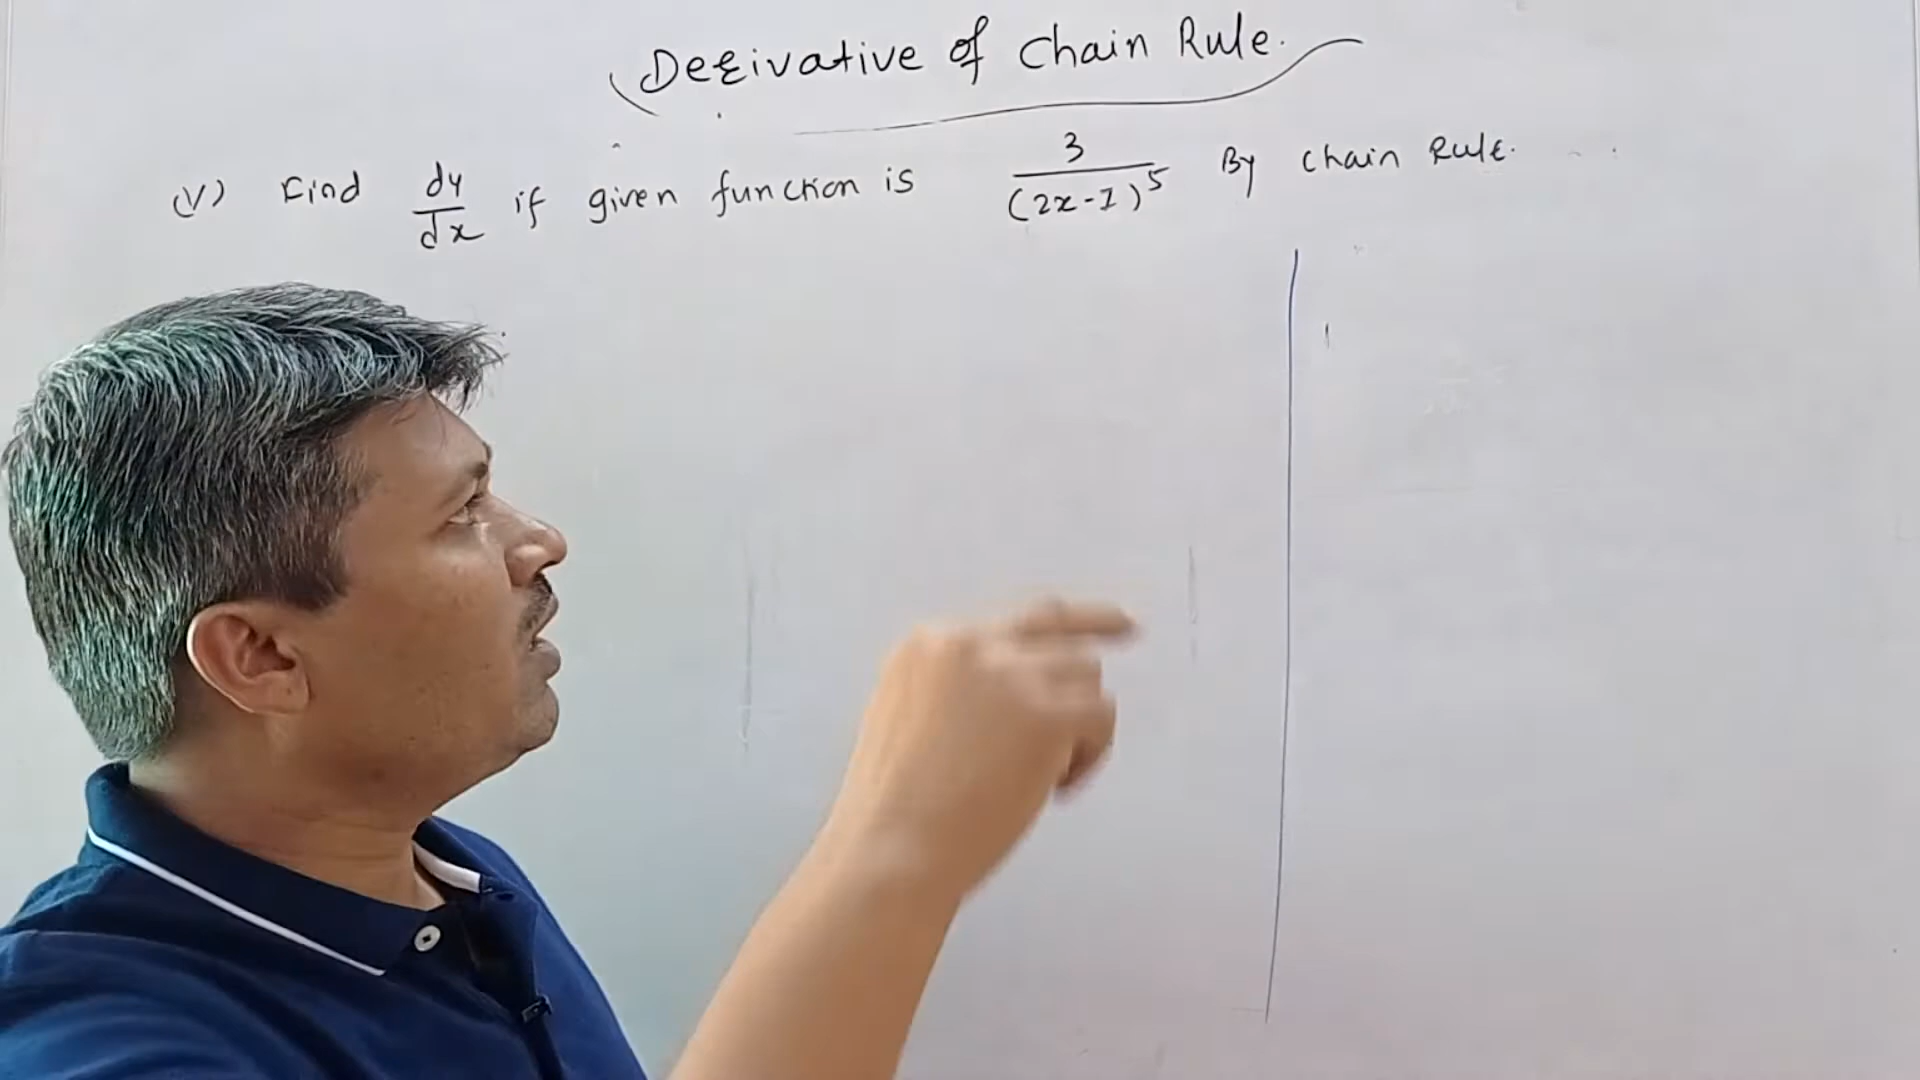 Derivative of Chain Rule.
(V) Find dy/dx if given function is 3/(2x-1)^5 By chain Rule.